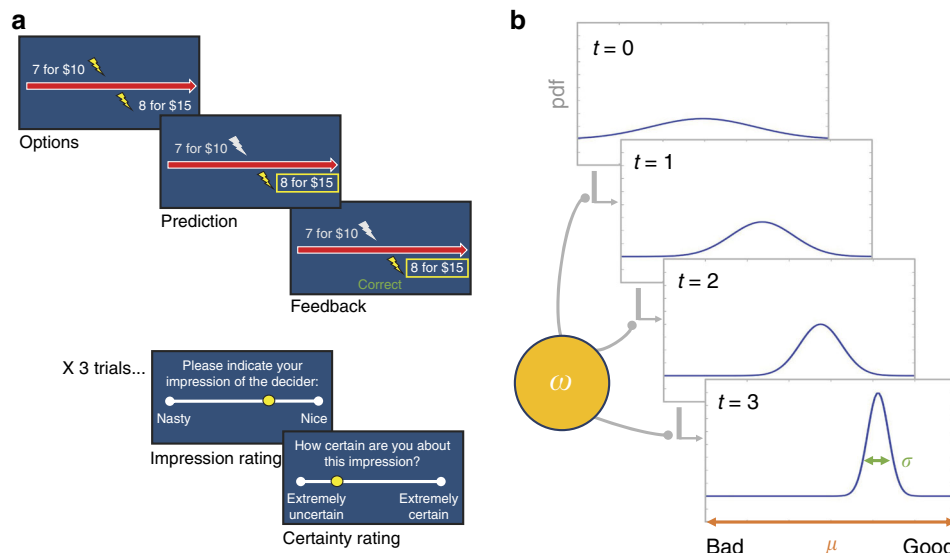 a
7 for $10
8 for $15
Options
7 for $10
8 for $15
Prediction
7 for $10
8 for $15
Correct
Feedback
X 3 trials...
Please indicate your
impression of the decider:
Nasty
Nice
Impression rating
How certain are you about
this impression?
Extremely
uncertain
Extremely
certain
Certainty rating
b
pdf
t = 0
t = 1
t = 2
t = 3
ω
σ
Bad
μ
Good